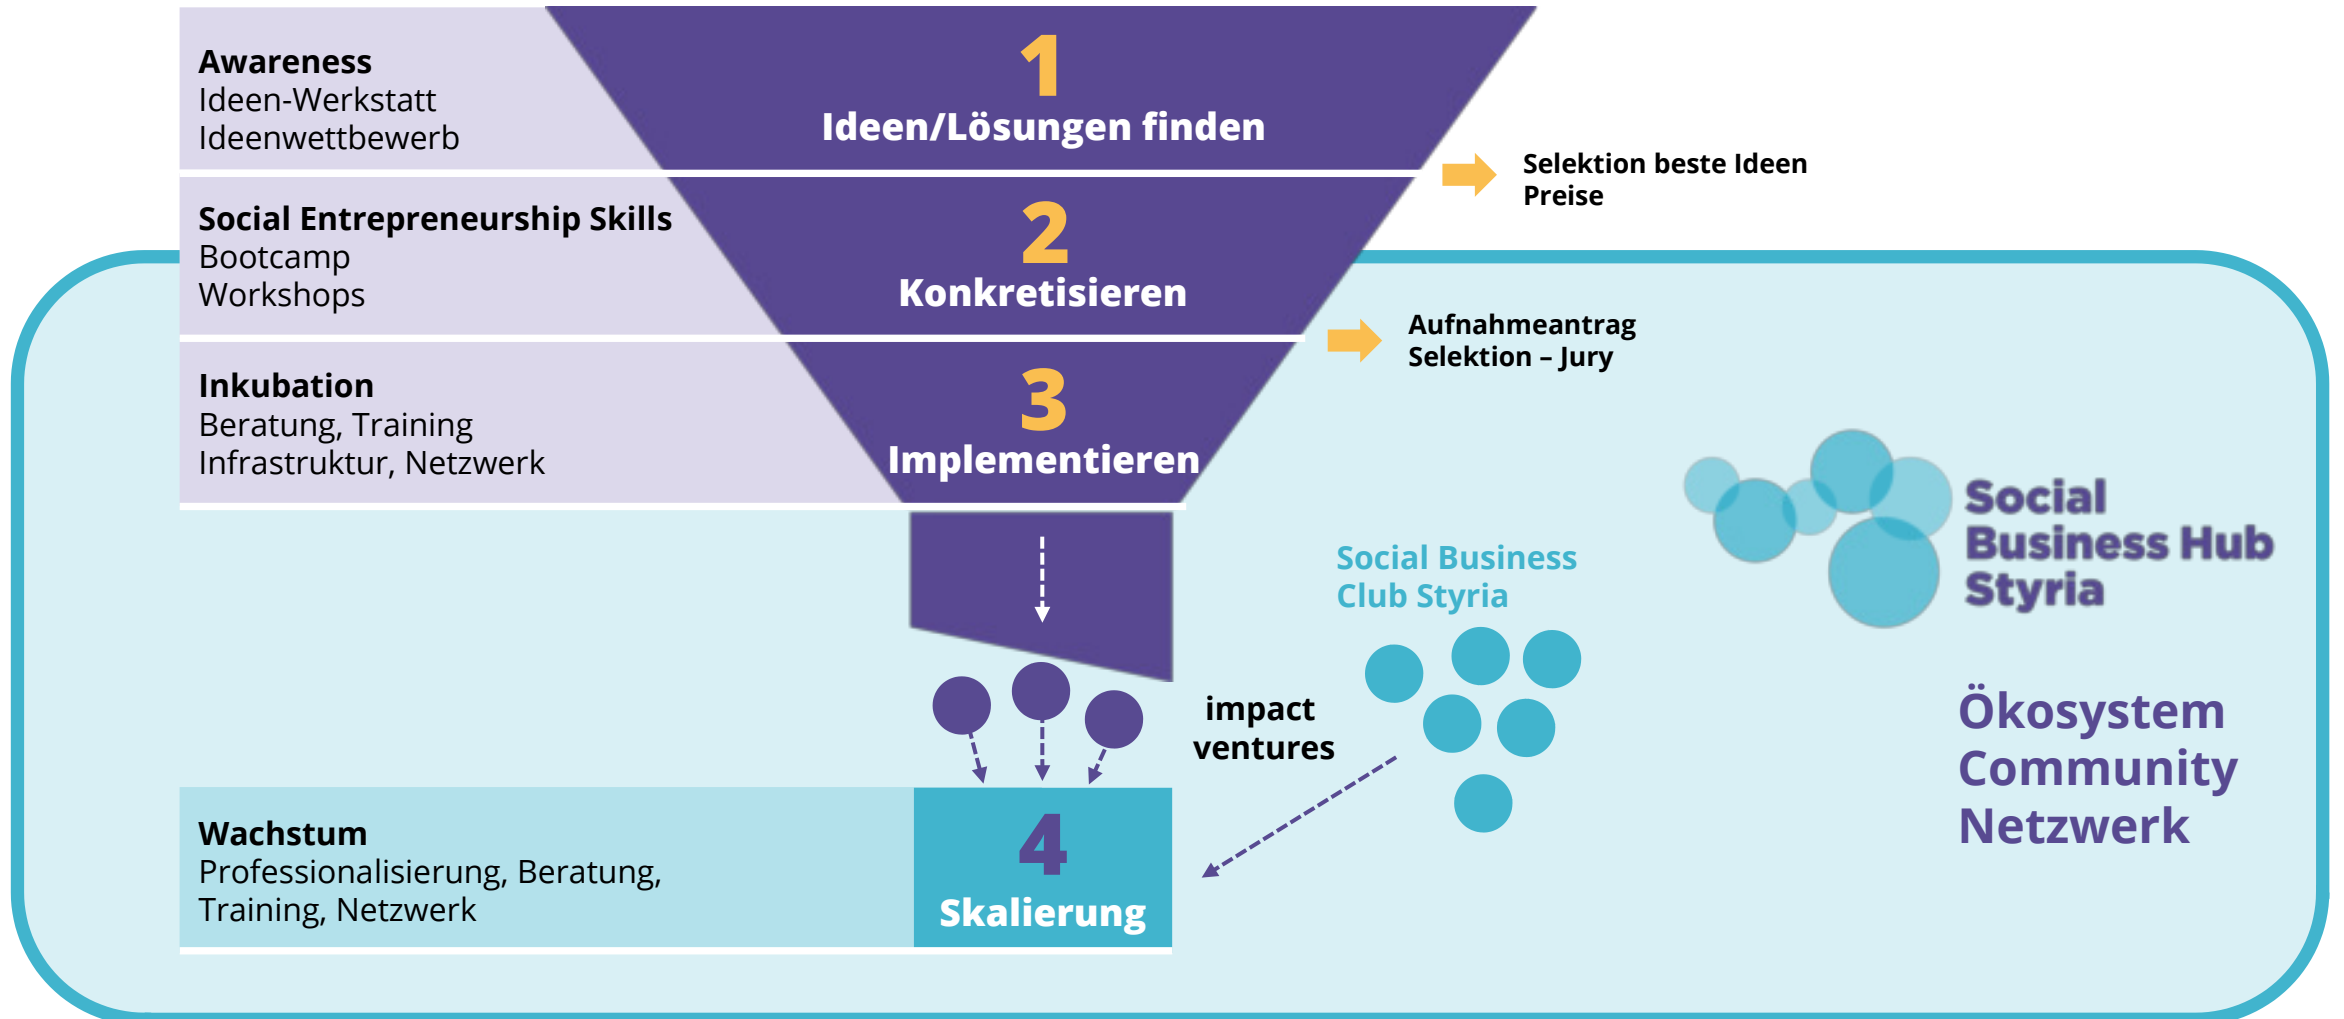 Awareness
Ideen-Werkstatt
Ideenwettbewerb
1
Ideen/Lösungen finden
Selektion beste Ideen
Preise
Social Entrepreneurship Skills
Bootcamp
Workshops
2
Konkretisieren
Aufnahmeantrag
Selektion – Jury
Inkubation
Beratung, Training
Infrastruktur, Netzwerk
3
Implementieren
Social
Business Hub
Styria
Social Business
Club Styria
impact
ventures
Ökosystem
Community
Netzwerk
Wachstum
Professionalisierung, Beratung,
Training, Netzwerk
4
Skalierung